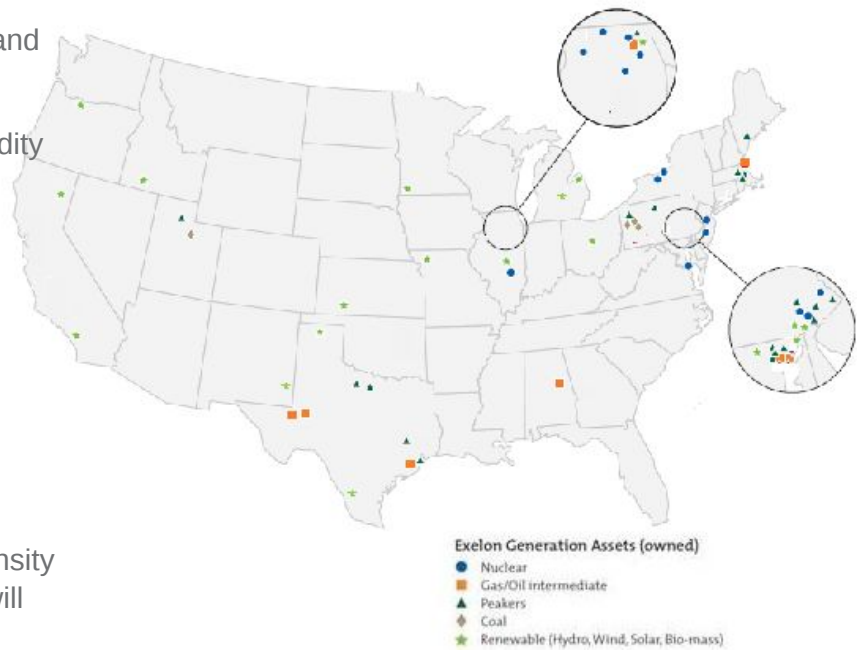 and
dity
nsity
will
Exelon Generation Assets (owned)
Nuclear
Gas/Oil intermediate
Peakers
Coal
Renewable (Hydro, Wind, Solar, Bio-mass)